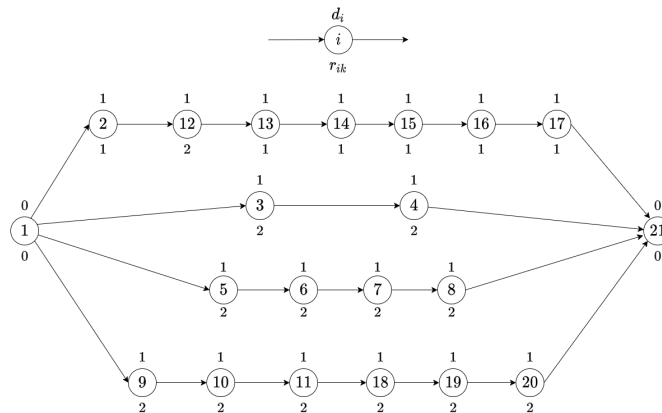 d_i
i
r_{ik}
1 1 1 1 1 1 1
2 12 13 14 15 16 17
1 2 1 1 1 1 1
1 1
0 3 4 0
1 2 2 21
0 1 1 1 1 0
5 6 7 8
2 2 2 2
1 1 1 1 1 1
9 10 11 18 19 20
2 2 2 2 2 2